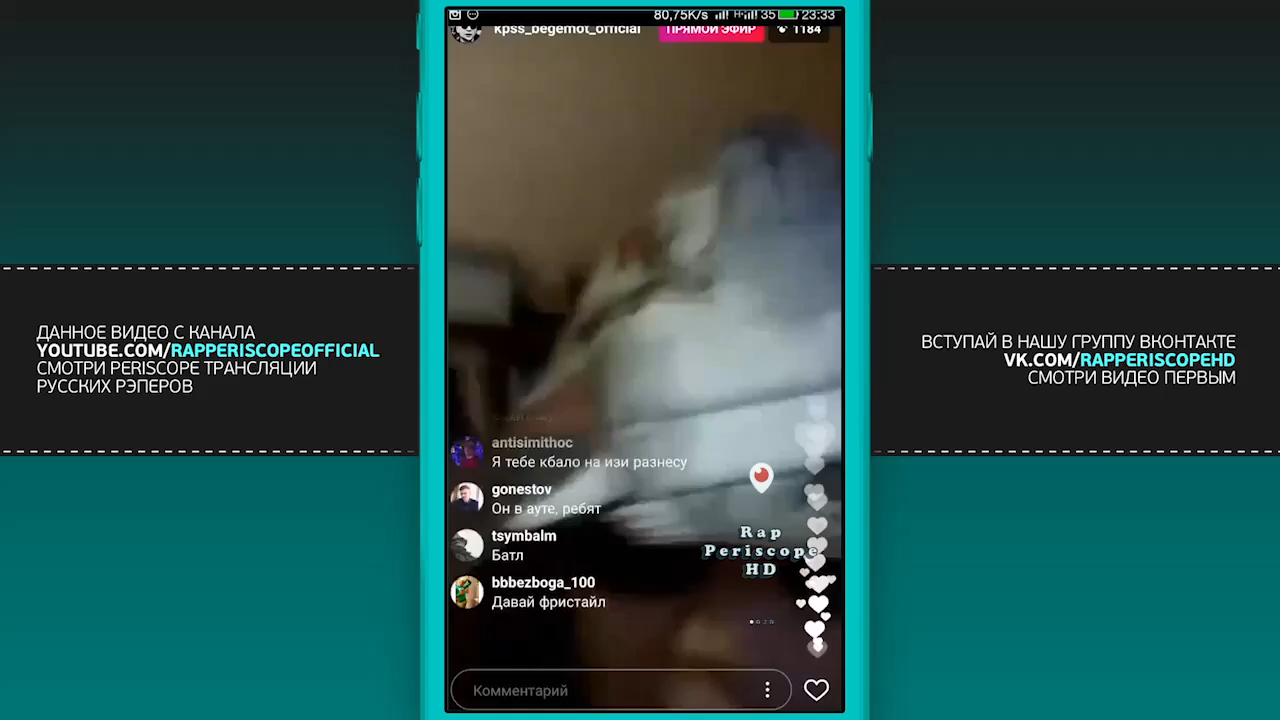 80,75K/s
35
23:33
kpss_begemot_official
ПРЯМОЙ ЭФИР
1184
ДАННОЕ ВИДЕО С КАНАЛА
YOUTUBE.COM/RAPPERISCOPEOFFICIAL
СМОТРИ PERISCOPE ТРАНСЛЯЦИИ
РУССКИХ РЭПЕРОВ
ВСТУПАЙ В НАШУ ГРУППУ ВКОНТАКТЕ
VK.COM/RAPPERISCOPEHD
СМОТРИ ВИДЕО ПЕРВЫМ
antisimithoc
Я тебе кбало на изи разнесу
gonestov
Он в ауте, ребят
tsymbalm
Батл
bbbezboga_100
Давай фристайл
Rap
Periscope
HD
Комментарий